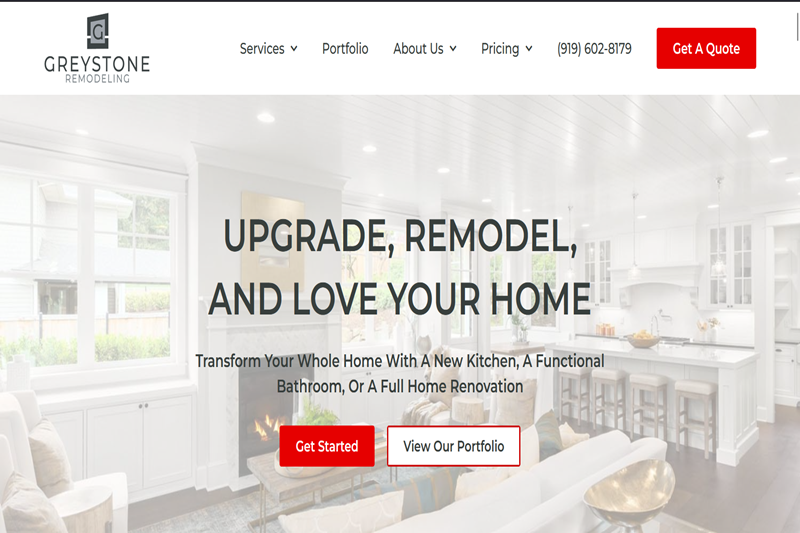 G
GREYSTONE
REMODELING
Services
Portfolio
About Us
Pricing
(919) 602-8179
Get A Quote
UPGRADE, REMODEL,
AND LOVE YOUR HOME
Transform Your Whole Home With A New Kitchen, A Functional
Bathroom, Or A Full Home Renovation
Get Started
View Our Portfolio